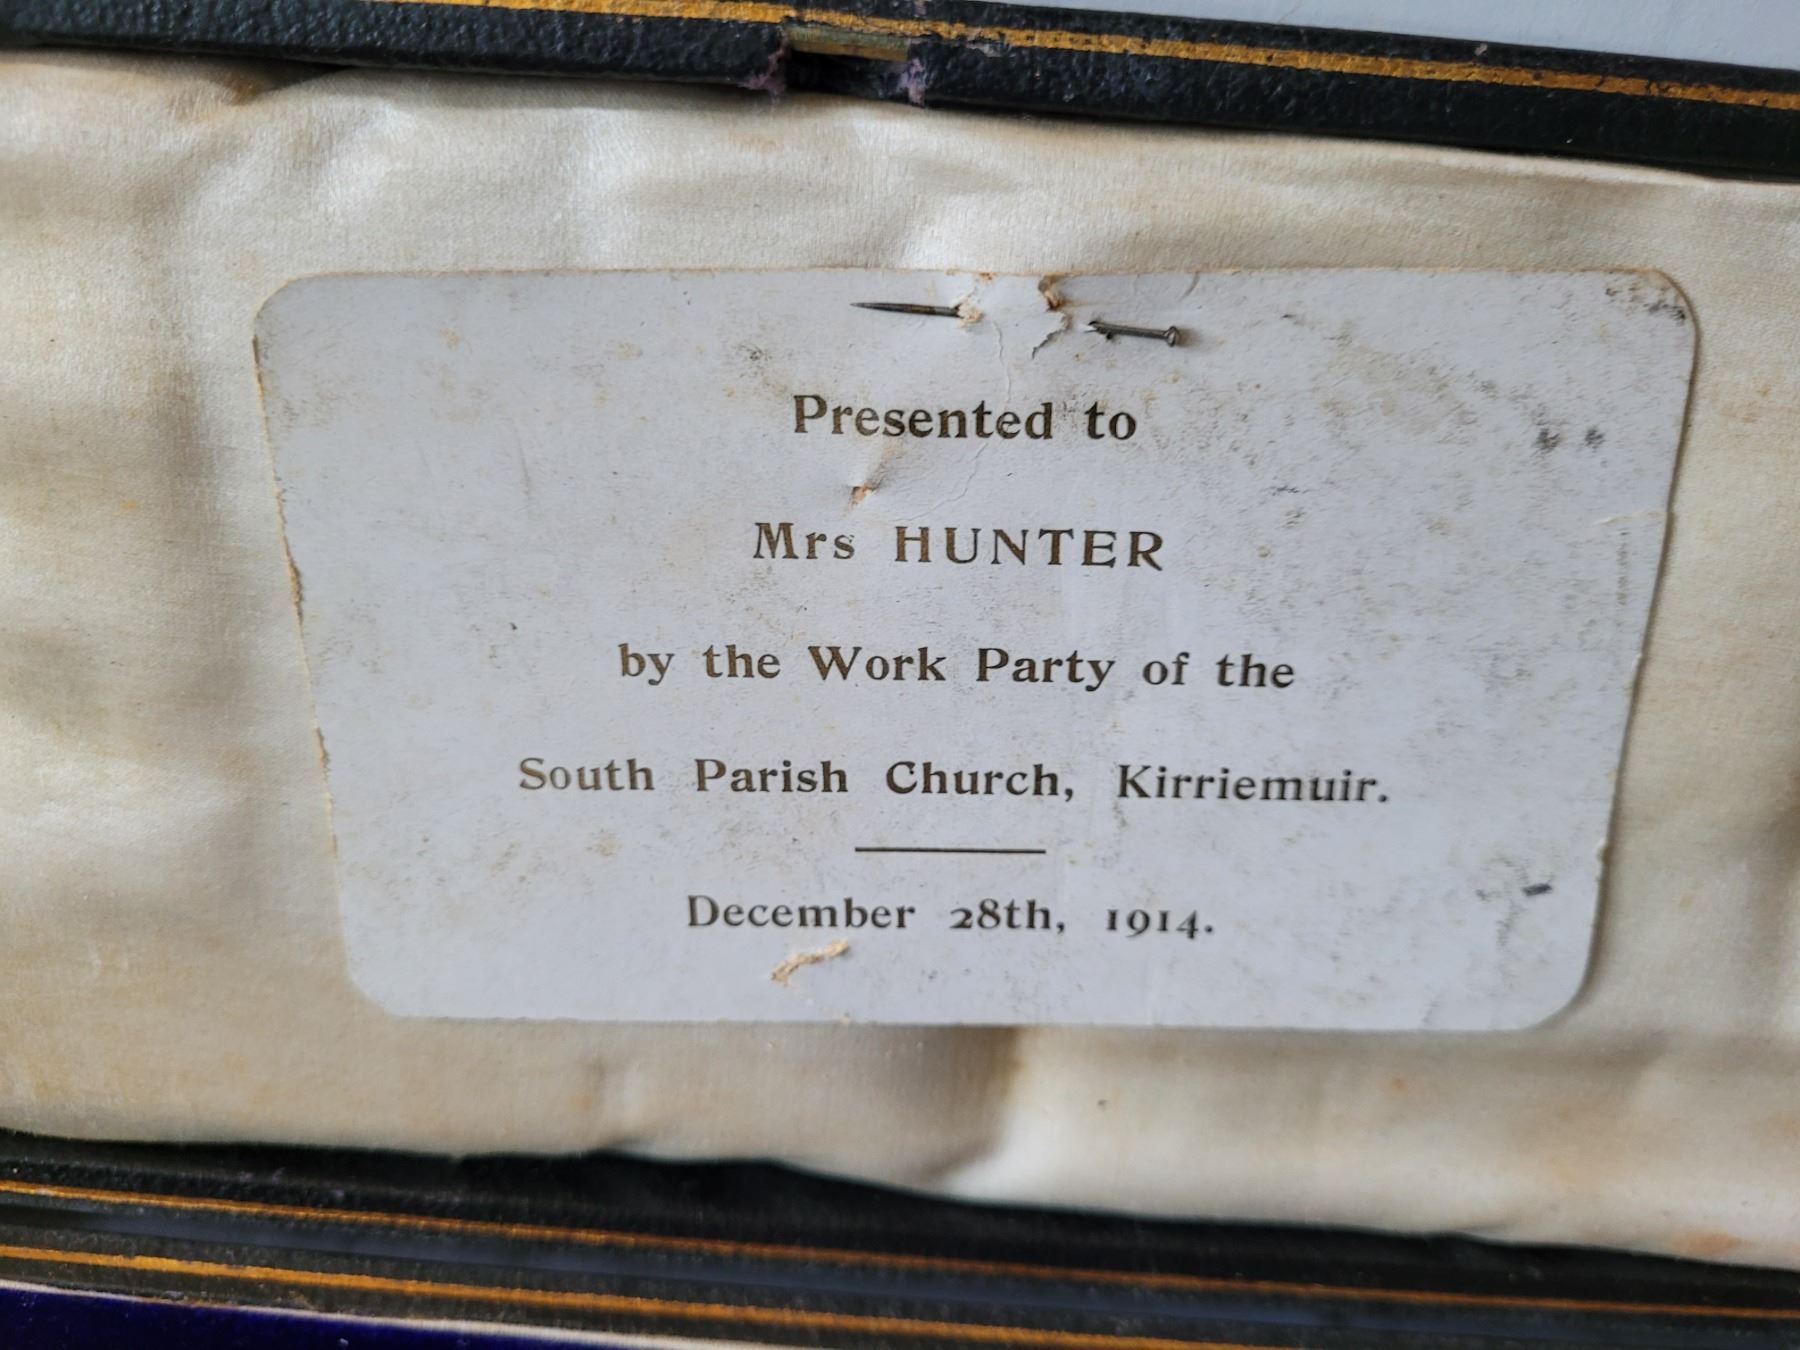 Presented to
Mrs HUNTER
by the Work Party of the
South Parish Church, Kirriemuir.
December 28th, 1914.